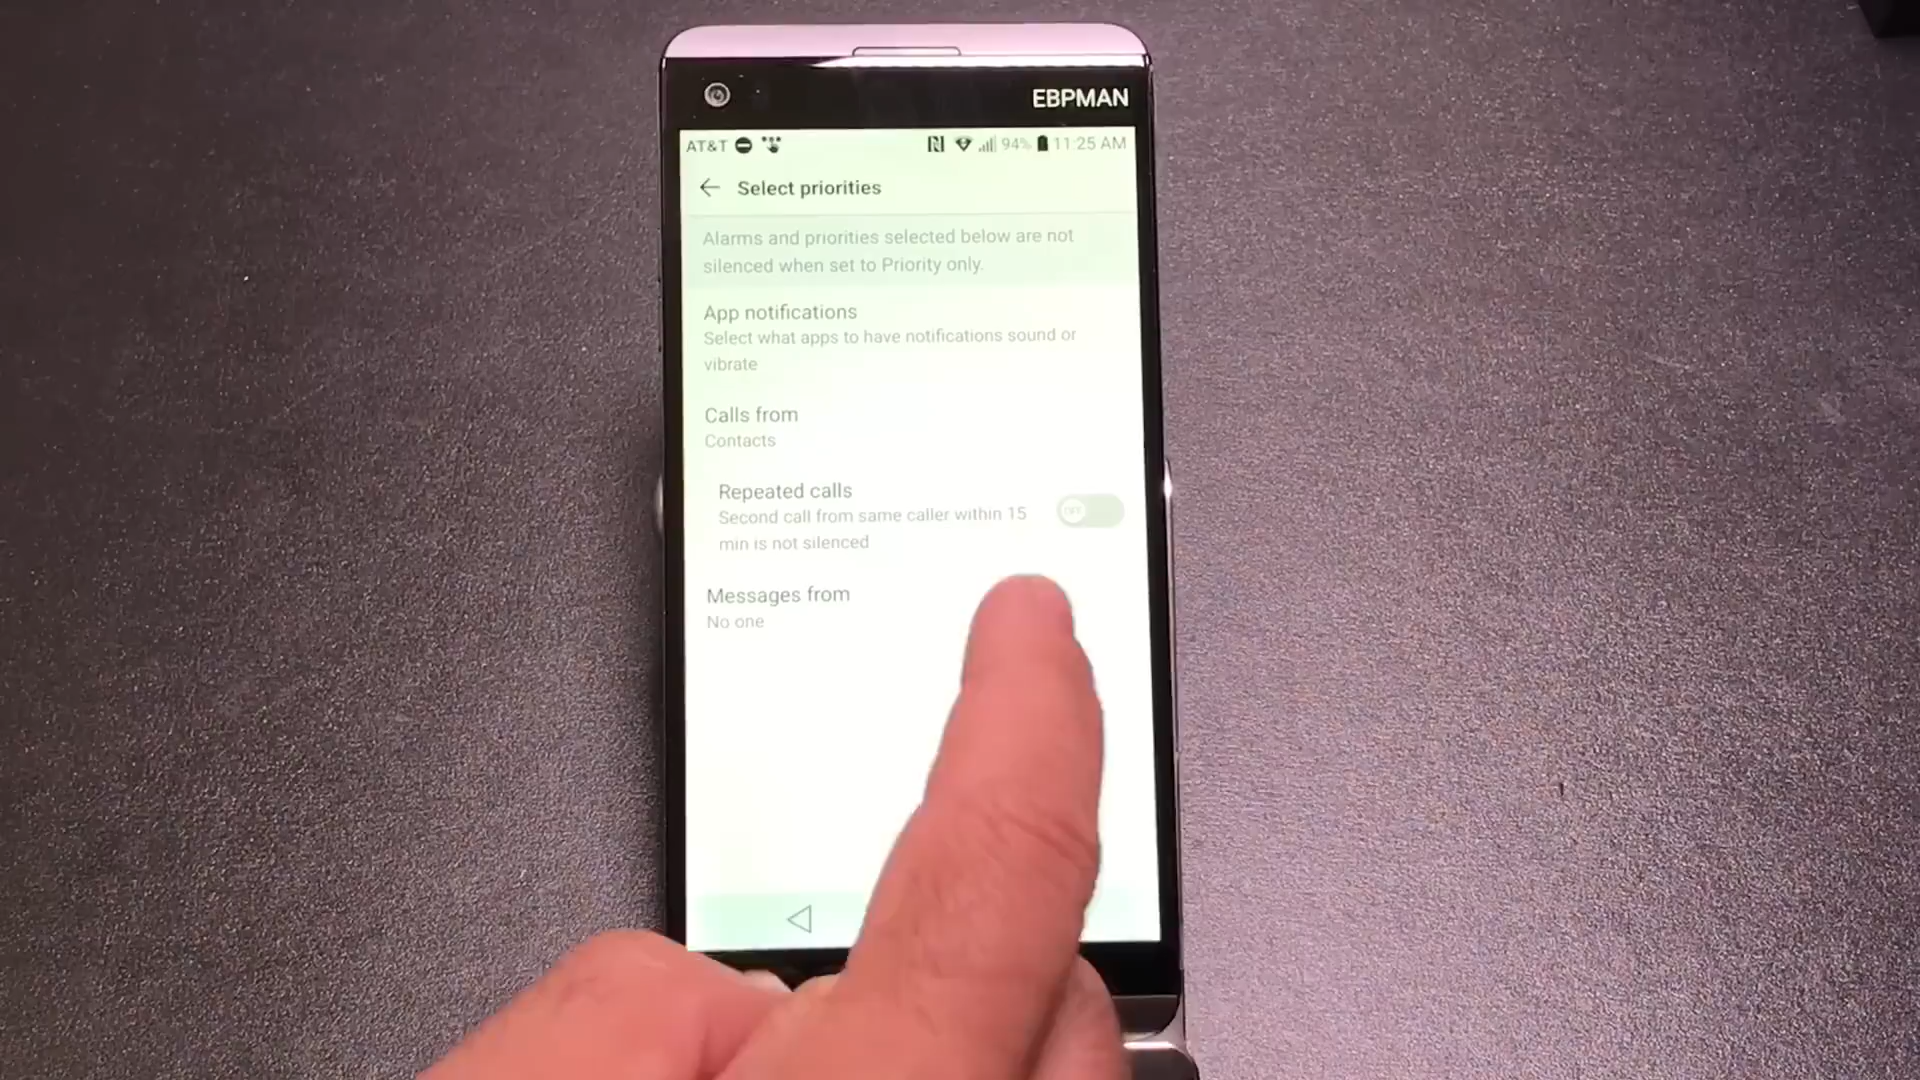 EBPMAN
AT&T 94% 11:25 AM
Select priorities
Alarms and priorities selected below are not
silenced when set to Priority only.
App notifications
Select what apps to have notifications sound or
vibrate
Calls from
Contacts
Repeated calls
Second call from same caller within 15
min is not silenced
OFF
Messages from
No one